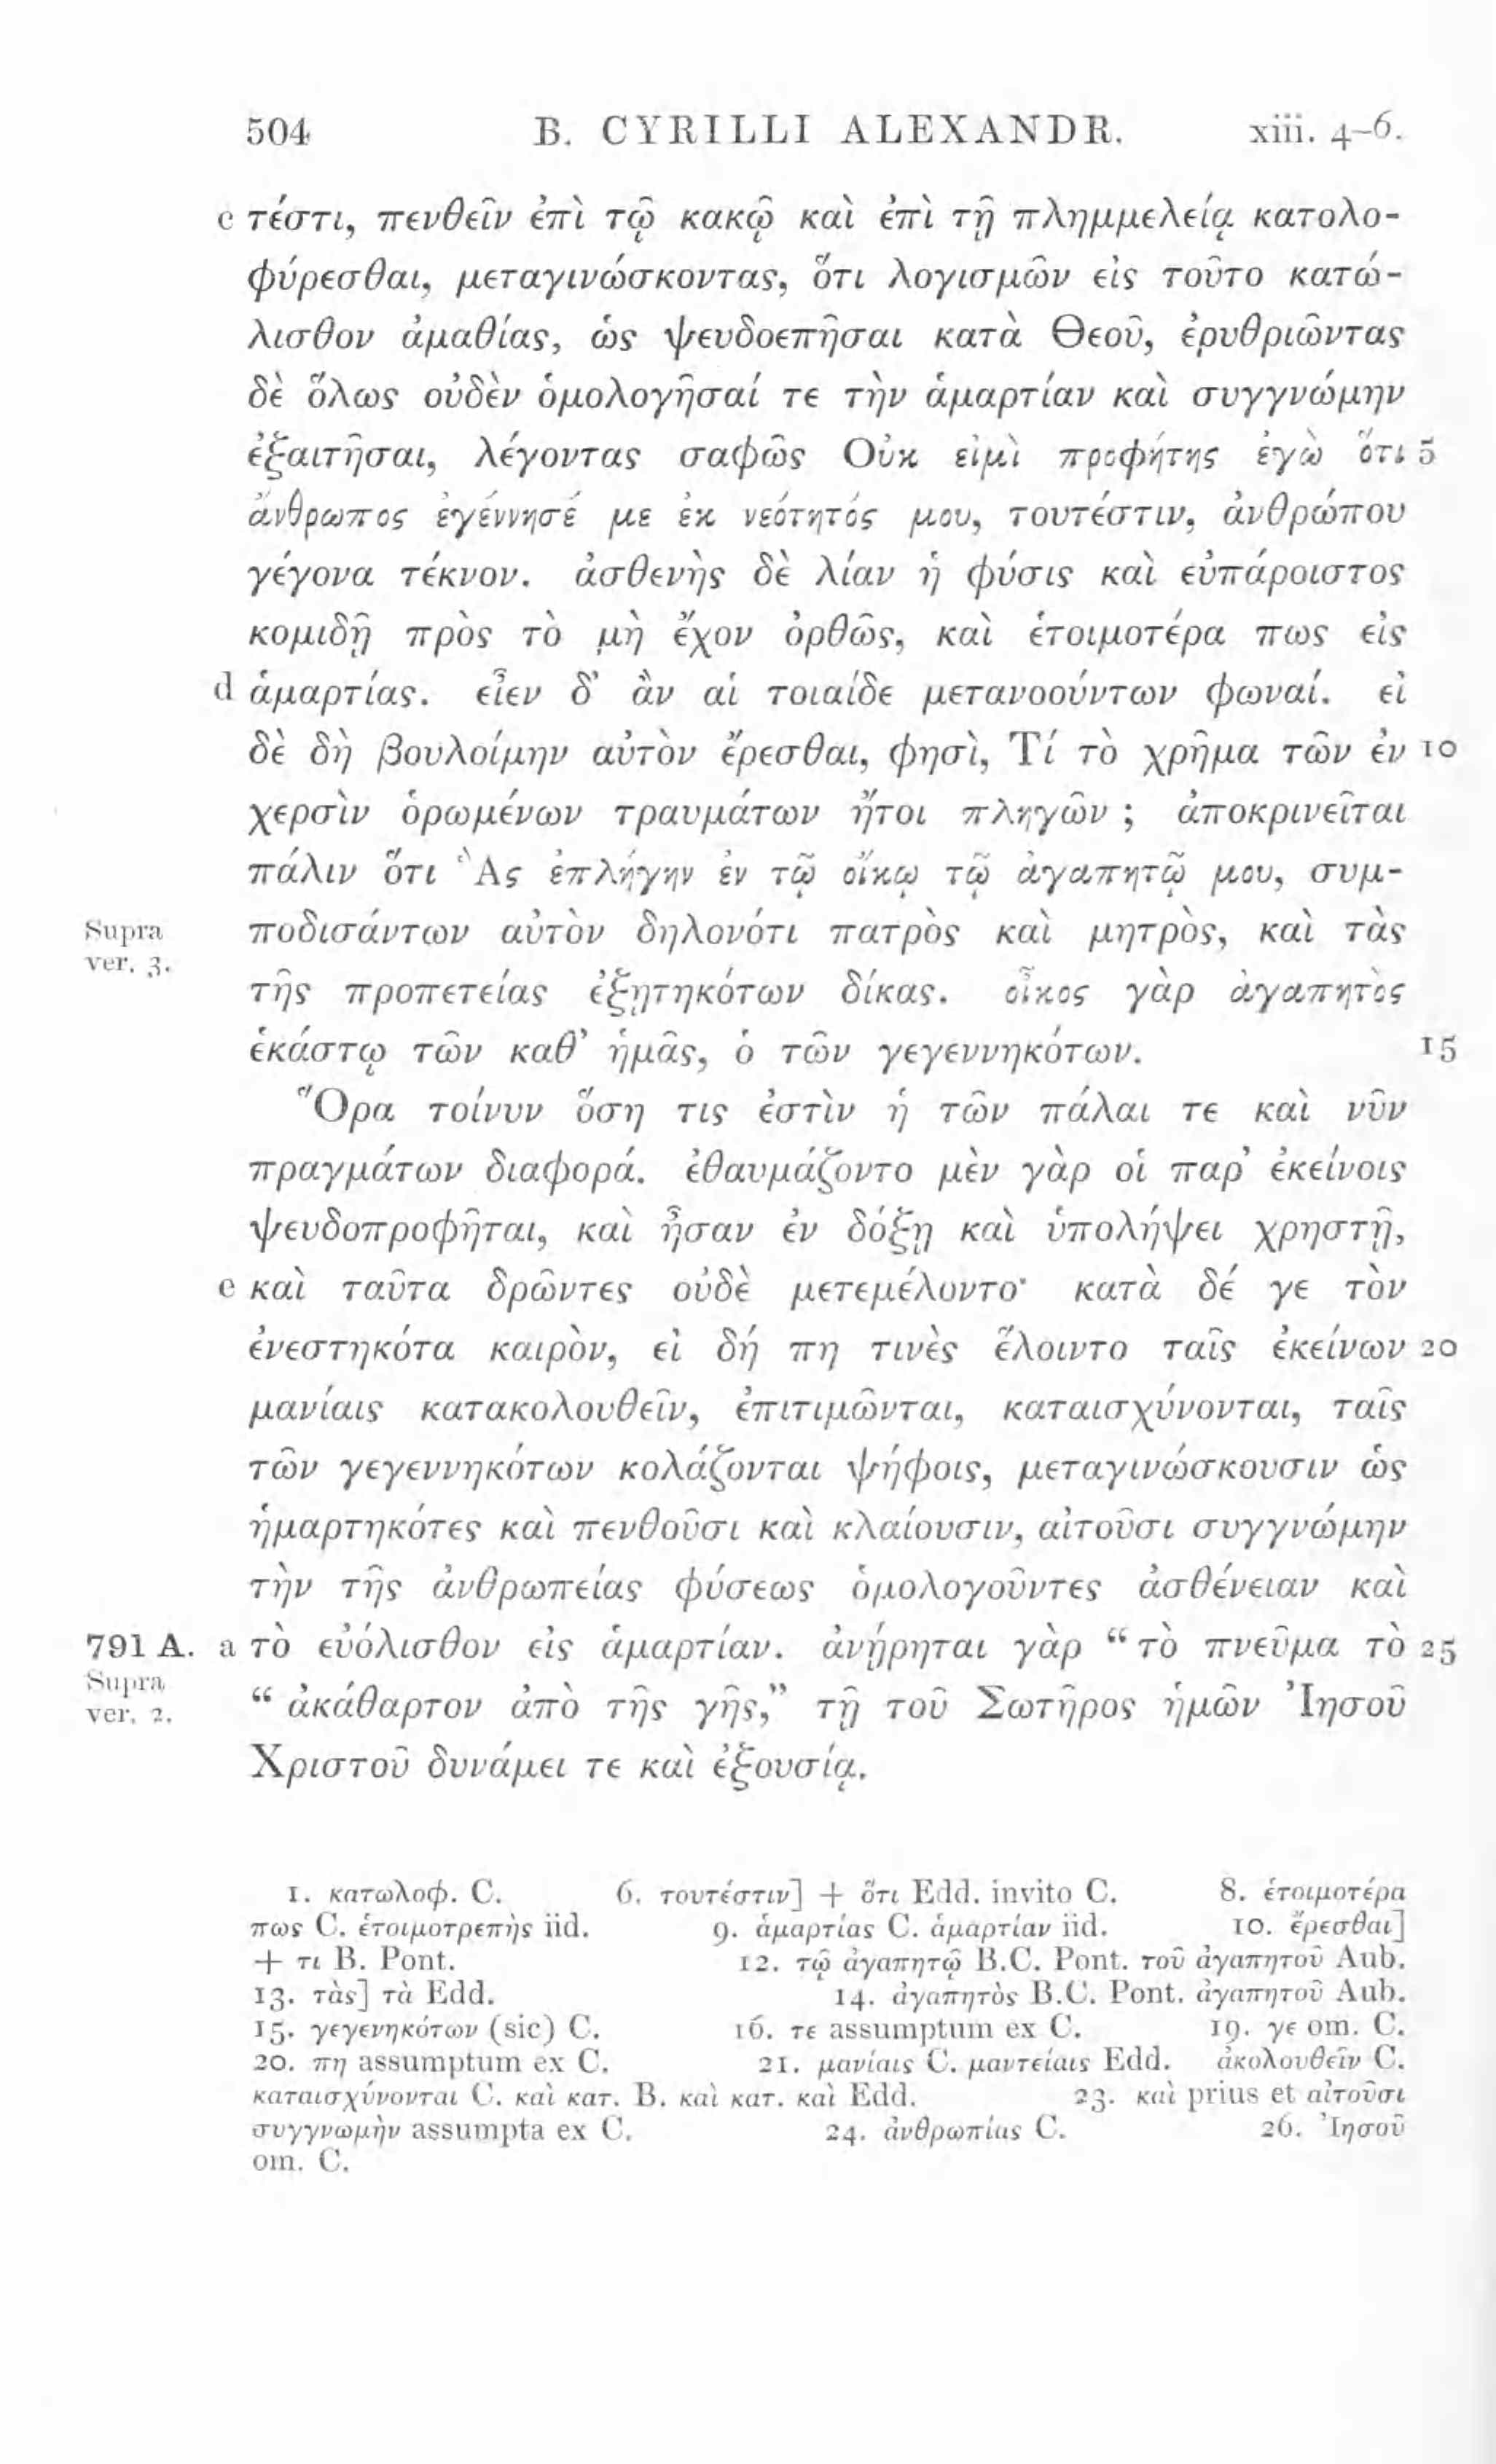 504 B. CYRILLI ALEXANDR. xiii. 4–6.
c τέστι, πενθεῖν ἐπὶ τῷ κακῷ καὶ ἐπὶ τῇ πλημμελείᾳ κατολο-
φύρεσθαι, μεταγινώσκοντας, ὅτι λογισμῶν εἰς τοῦτο κατώ-
λισθον ἀμαθίας, ὡς ψευδοεπῆσαι κατὰ Θεοῦ, ἐρυθριῶντας
δὲ ὅλως οὐδὲν ὁμολογῆσαί τε τὴν ἁμαρτίαν καὶ συγγνώμην
ἐξαιτῆσαι, λέγοντας σαφῶς Οὐκ εἰμὶ προφήτης ἐγὼ ὅτι 5
ἄνθρωπος ἐγέννησέ με ἐκ νεότητός μου, τουτέστιν, ἀνθρώπου
γέγονα τέκνον. ἀσθενὴς δὲ λίαν ἡ φύσις καὶ εὐπάροιστος
κομιδῇ πρὸς τὸ μὴ ἔχον ὀρθῶς, καὶ ἑτοιμοτέρα πως εἰς
d ἁμαρτίας. εἶεν δ’ ἂν αἱ τοιαίδε μετανοούντων φωναί. εἰ
δὲ δὴ βουλοίμην αὐτὸν ἔρεσθαι, φησὶ, Τί τὸ χρῆμα τῶν ἐν 10
χερσὶν ὁρωμένων τραυμάτων ἤτοι πληγῶν ; ἀποκρινεῖται
πάλιν ὅτι Ἃς ἐπλήγην ἐν τῷ οἴκῳ τῷ ἀγαπητῷ μου, συμ-
Supra ver. 3. ποδισάντων αὐτὸν δηλονότι πατρὸς καὶ μητρὸς, καὶ τὰς
τῆς προπετείας ἐξῃτηκότων δίκας. οἶκος γὰρ ἀγαπητὸς
ἑκάστῳ τῶν καθ’ ἡμᾶς, ὁ τῶν γεγεννηκότων. 15
Ὅρα τοίνυν ὅση τις ἐστὶν ἡ τῶν πάλαι τε καὶ νῦν
πραγμάτων διαφορά. ἐθαυμάζοντο μὲν γὰρ οἱ παρ’ ἐκείνοις
ψευδοπροφῆται, καὶ ἦσαν ἐν δόξῃ καὶ ὑπολήψει χρηστῇ,
e καὶ ταῦτα δρῶντες οὐδὲ μετεμέλοντο· κατὰ δέ γε τὸν
ἐνεστηκότα καιρὸν, εἰ δή πη τινὲς ἕλοιντο ταῖς ἐκείνων 20
μανίαις κατακολουθεῖν, ἐπιτιμῶνται, καταισχύνονται, ταῖς
τῶν γεγεννηκότων κολάζονται ψήφοις, μεταγινώσκουσιν ὡς
ἡμαρτηκότες καὶ πενθοῦσι καὶ κλαίουσιν, αἰτοῦσι συγγνώμην
τὴν τῆς ἀνθρωπείας φύσεως ὁμολογοῦντες ἀσθένειαν καὶ
791 A. a τὸ εὐόλισθον εἰς ἁμαρτίαν. ἀνῄρηται γὰρ “ τὸ πνεῦμα τὸ 25
Supra ver. 2. “ ἀκάθαρτον ἀπὸ τῆς γῆς,” τῇ τοῦ Σωτῆρος ἡμῶν Ἰησοῦ
Χριστοῦ δυνάμει τε καὶ ἐξουσίᾳ.
1. κατωλοφ. C. 6. τουτέστιν] + ὅτι Edd. invito C. 8. ἑτοιμοτέρα
πως C. ἑτοιμοτρεπὴς iid. 9. ἁμαρτίας C. ἁμαρτίαν iid. 10. ἔρεσθαι]
+ τι B. Pont. 12. τῷ ἀγαπητῷ B.C. Pont. τοῦ ἀγαπητοῦ Aub.
13. τὰς] τὰ Edd. 14. ἀγαπητὸς B.C. Pont. ἀγαπητοῦ Aub.
15. γεγενηκότων (sic) C. 16. τε assumptum ex C. 19. γε om. C.
20. πη assumptum ex C. 21. μανίαις C. μαντείαις Edd. ἀκολουθεῖν C.
καταισχύνονται C. καὶ κατ. B. καὶ κατ. καὶ Edd. 23. καὶ prius et αἰτοῦσι
συγγνωμὴν assumpta ex C. 24. ἀνθρωπίας C. 26. Ἰησοῦ
om. C.